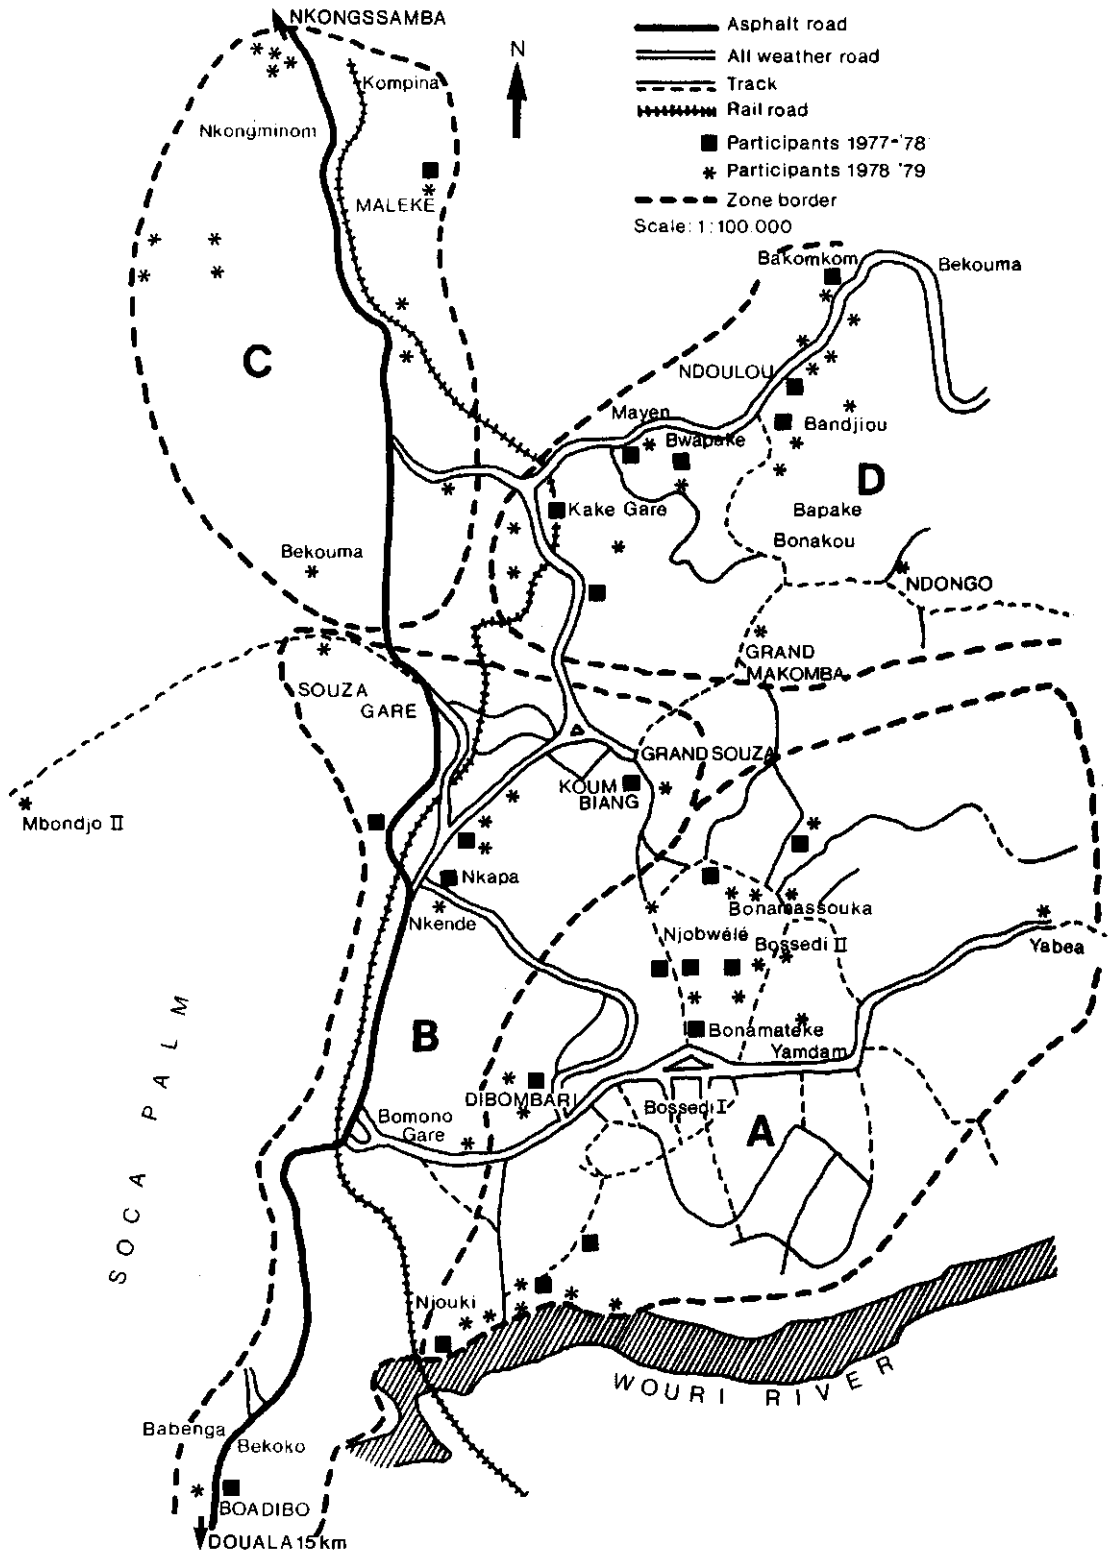 NKONGSSAMBA
Asphalt road
All weather road
Track
Rail road
Participants 1977-'78
* Participants 1978 '79
Zone border
Scale: 1:100.000
N
Kompina
Nkongminom
MALEKE
Bakomkom
Bekouma
C
NDOULOU
Mayen
Bwapake
Bandjiou
D
Kake Gare
Bapake
Bonakou
Bekouma
NDONGO
GRAND
MAKOMBA
SOUZA
GARE
GRAND SOUZA
KOUM
BIANG
Mbondjo II
Nkapa
Nkende
Bonamassouka
Njobwélé
Bossedi II
Yabea
SOCA PALM
B
Bonamateke
Yamdam
DIBOMBARI
Bossedi I
Bomono
Gare
A
Njouki
WOURI RIVER
Babenga
Bekoko
BOADIBO
DOUALA 15 km